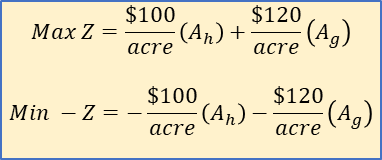 Max Z = $100/acre (A_h) + $120/acre (A_g)
Min − Z = −$100/acre (A_h) − $120/acre (A_g)